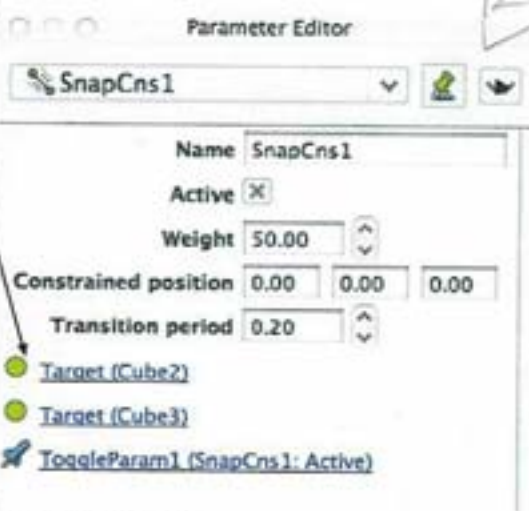 Parameter Editor
SnapCns1
Name SnapCns1
Active
Weight 50.00
Constrained position 0.00 0.00 0.00
Transition period 0.20
Target (Cube2)
Target (Cube3)
ToggleParam1 (SnapCns1: Active)